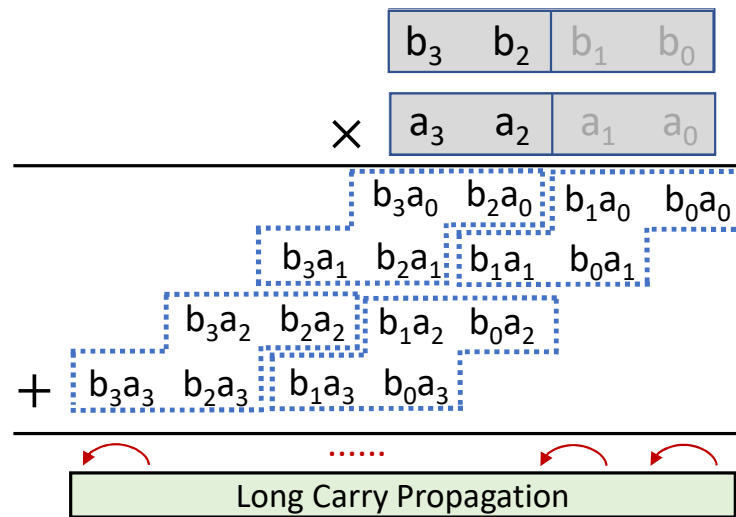 b₃ b₂ b₁ b₀
× a₃ a₂ a₁ a₀
b₃a₀ b₂a₀ b₁a₀ b₀a₀
b₃a₁ b₂a₁ b₁a₁ b₀a₁
b₃a₂ b₂a₂ b₁a₂ b₀a₂
+ b₃a₃ b₂a₃ b₁a₃ b₀a₃
......
Long Carry Propagation